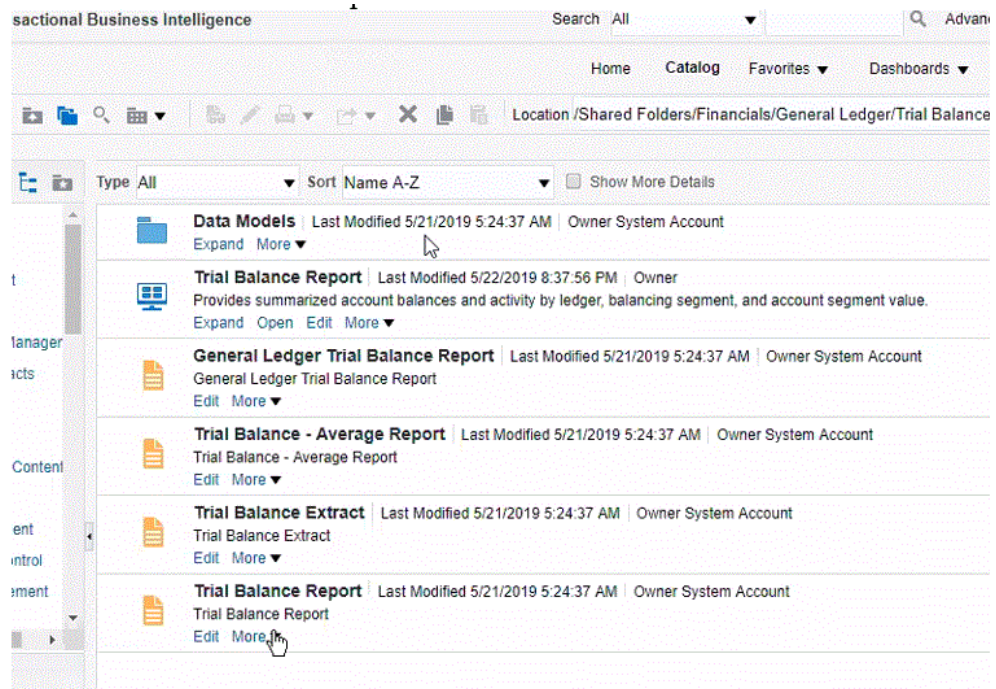 sactional Business Intelligence Search All Advan
Home Catalog Favorites Dashboards
Location /Shared Folders/Financials/General Ledger/Trial Balance
Type All Sort Name A-Z Show More Details
Data Models Last Modified 5/21/2019 5:24:37 AM Owner System Account
Expand More
Trial Balance Report Last Modified 5/22/2019 8:37:56 PM Owner
Provides summarized account balances and activity by ledger, balancing segment, and account segment value.
Expand Open Edit More
General Ledger Trial Balance Report Last Modified 5/21/2019 5:24:37 AM Owner System Account
General Ledger Trial Balance Report
Edit More
Trial Balance - Average Report Last Modified 5/21/2019 5:24:37 AM Owner System Account
Trial Balance - Average Report
Edit More
Trial Balance Extract Last Modified 5/21/2019 5:24:37 AM Owner System Account
Trial Balance Extract
Edit More
Trial Balance Report Last Modified 5/21/2019 5:24:37 AM Owner System Account
Trial Balance Report
Edit More
t
lanager
acts
Content
ent
ontrol
ement